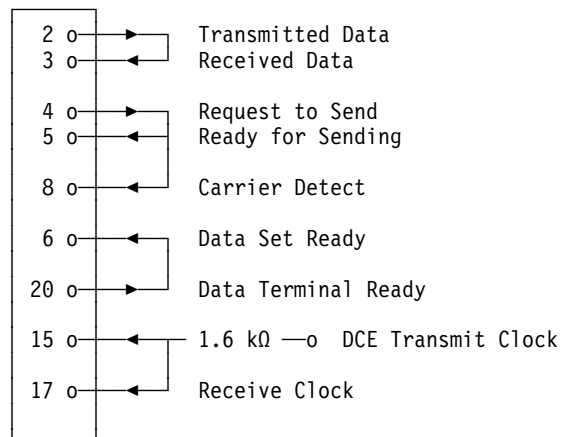 2 o Transmitted Data
3 o Received Data
4 o Request to Send
5 o Ready for Sending
8 o Carrier Detect
6 o Data Set Ready
20 o Data Terminal Ready
15 o 1.6 kΩ o DCE Transmit Clock
17 o Receive Clock